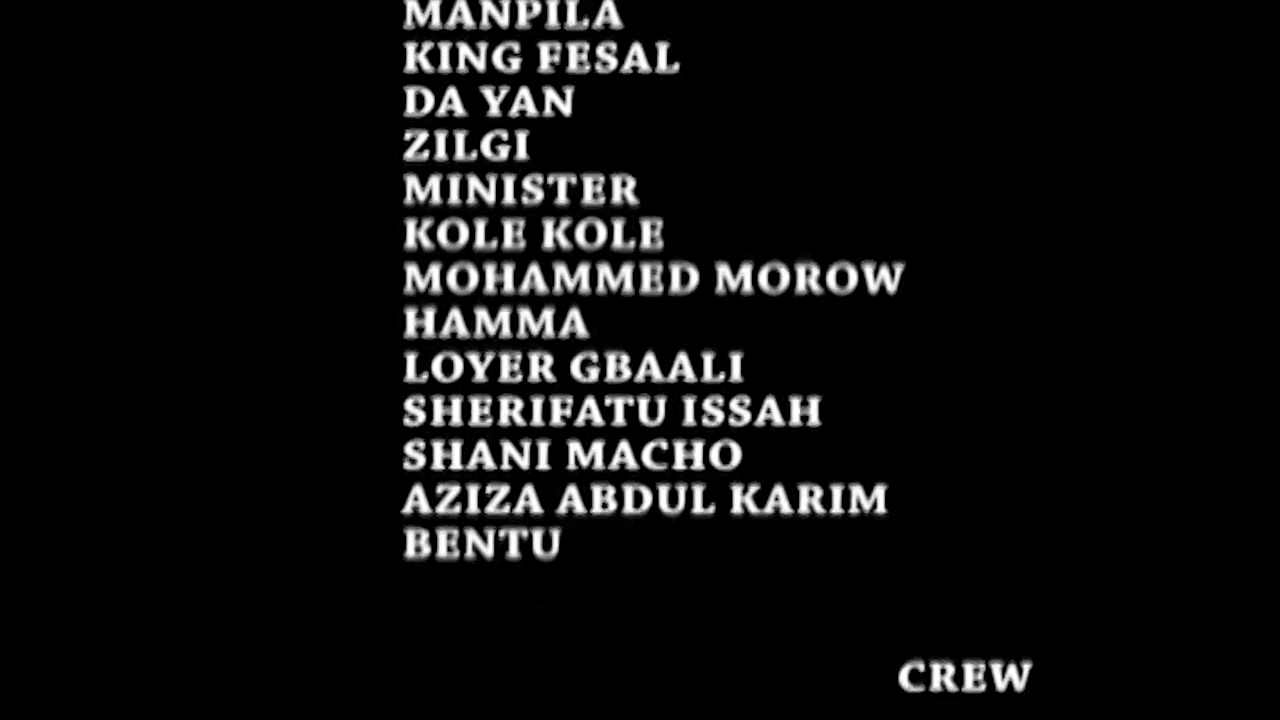 MANPILA
KING FESAL
DA YAN
ZILGI
MINISTER
KOLE KOLE
MOHAMMED MOROW
HAMMA
LOYER GBAALI
SHERIFATU ISSAH
SHANI MACHO
AZIZA ABDUL KARIM
BENTU
CREW